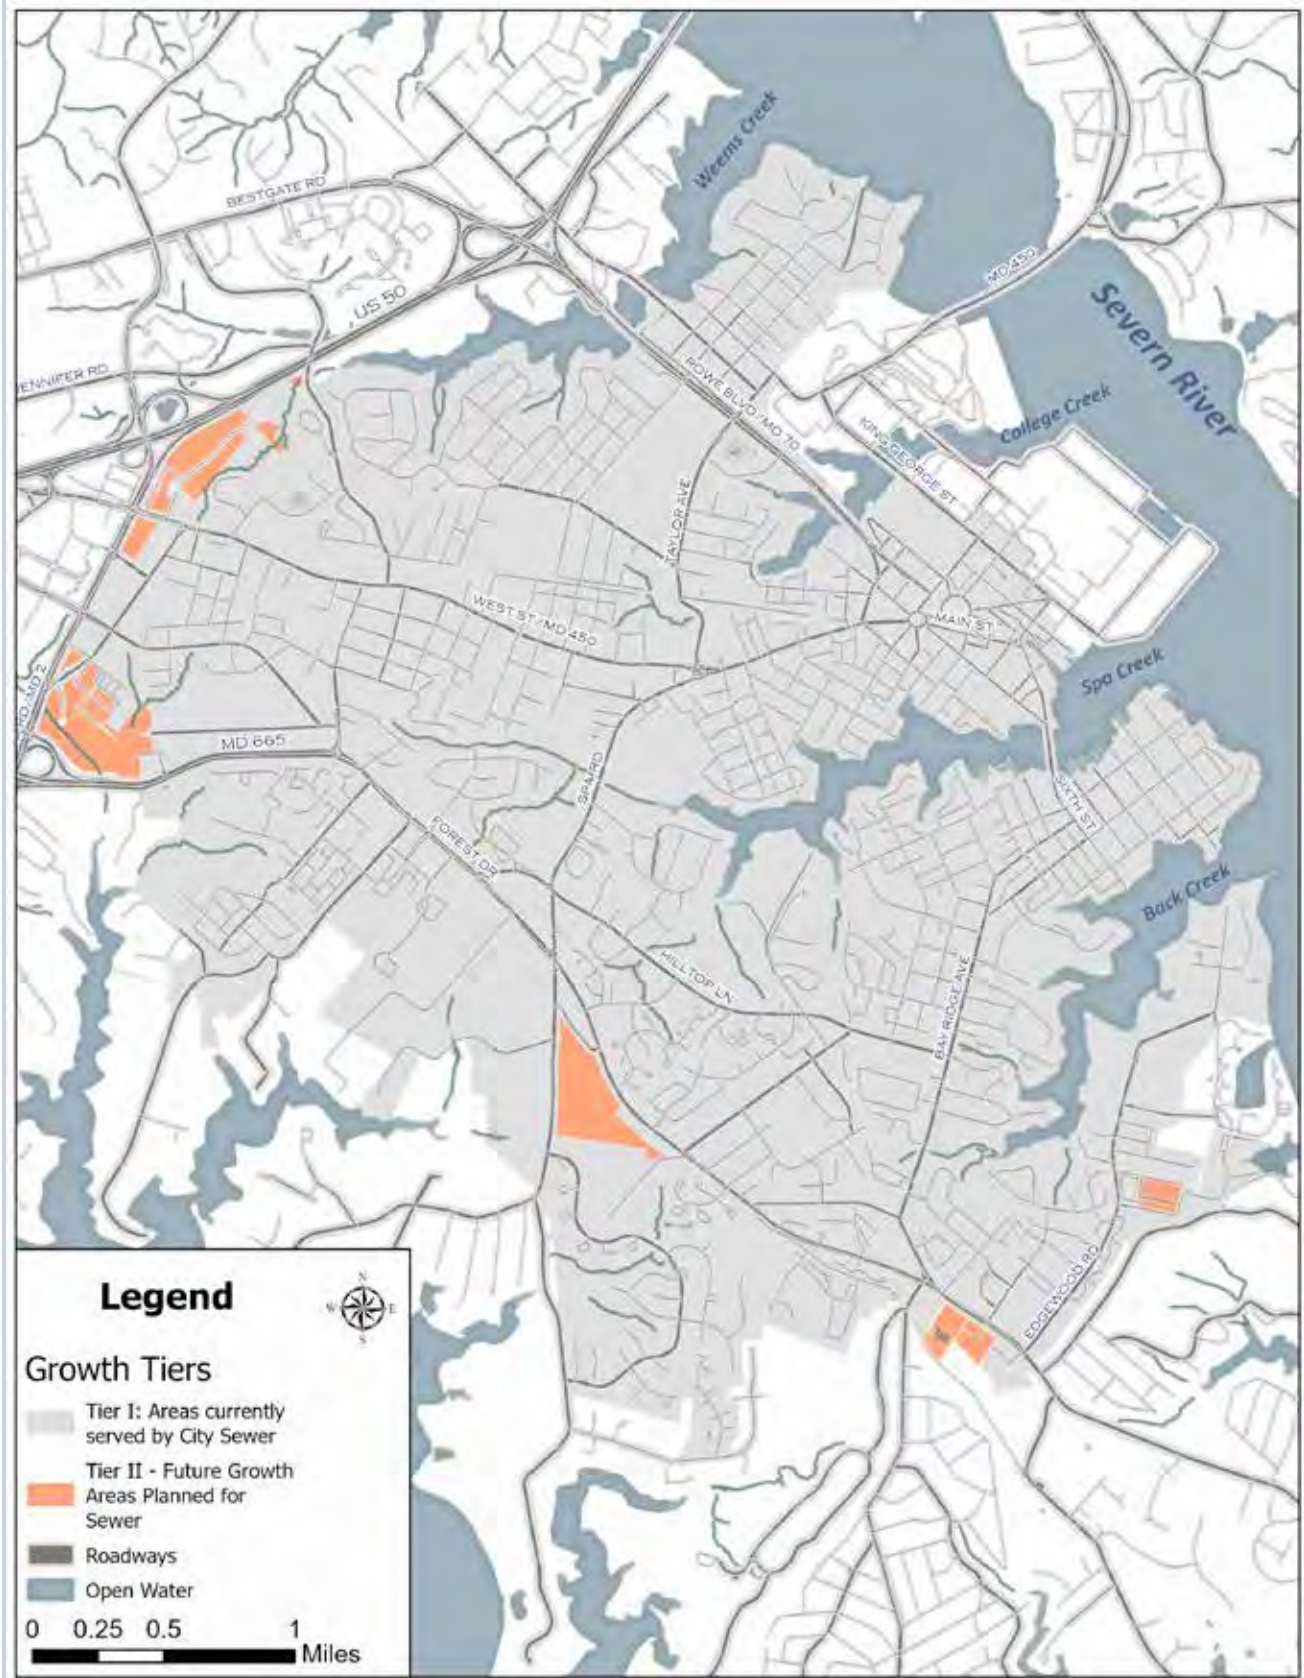 Weems Creek
BESTGATE RD
US 50
MD 450
Severn River
JENNIFER RD
ROWE BLVD/MD 70
College Creek
KING GEORGE ST
TAYLOR AVE
WEST ST/MD 450
MAIN ST
Spa Creek
RD/MD 2
MD 665
SPA RD
SIXTH ST
FOREST DR
Back Creek
HILLTOP LN
BAY RIDGE AVE
EDGEWOOD RD
Legend
N
W E
S
Growth Tiers
Tier I: Areas currently
served by City Sewer
Tier II - Future Growth
Areas Planned for
Sewer
Roadways
Open Water
0 0.25 0.5 1
Miles